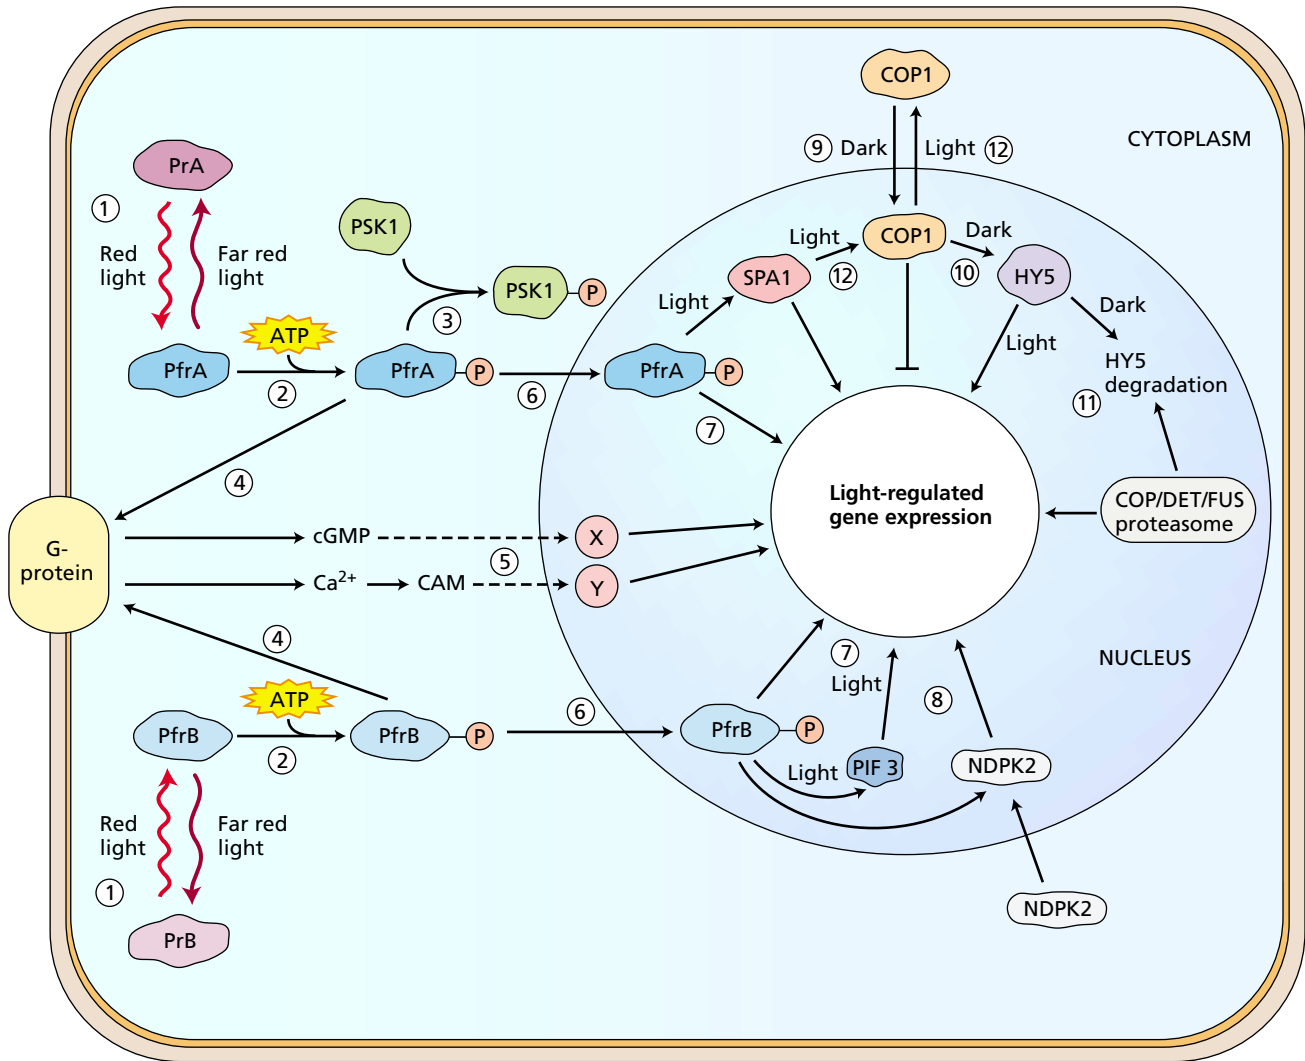 COP1
9 Dark
Light 12
CYTOPLASM
PrA
1
Red
light
Far red
light
PSK1
PSK1 P
3
ATP
PfrA
2
PfrA P
6
PfrA P
Light
SPA1
Light
12
COP1
Dark
10
HY5
Light
Dark
HY5
degradation
11
7
4
G-
protein
cGMP
5
X
Ca2+
CAM
Y
Light-regulated
gene expression
COP/DET/FUS
proteasome
4
ATP
PfrB
2
PfrB P
6
PfrB P
7
Light
8
NUCLEUS
Light
PIF 3
NDPK2
Red
light
Far red
light
1
PrB
NDPK2